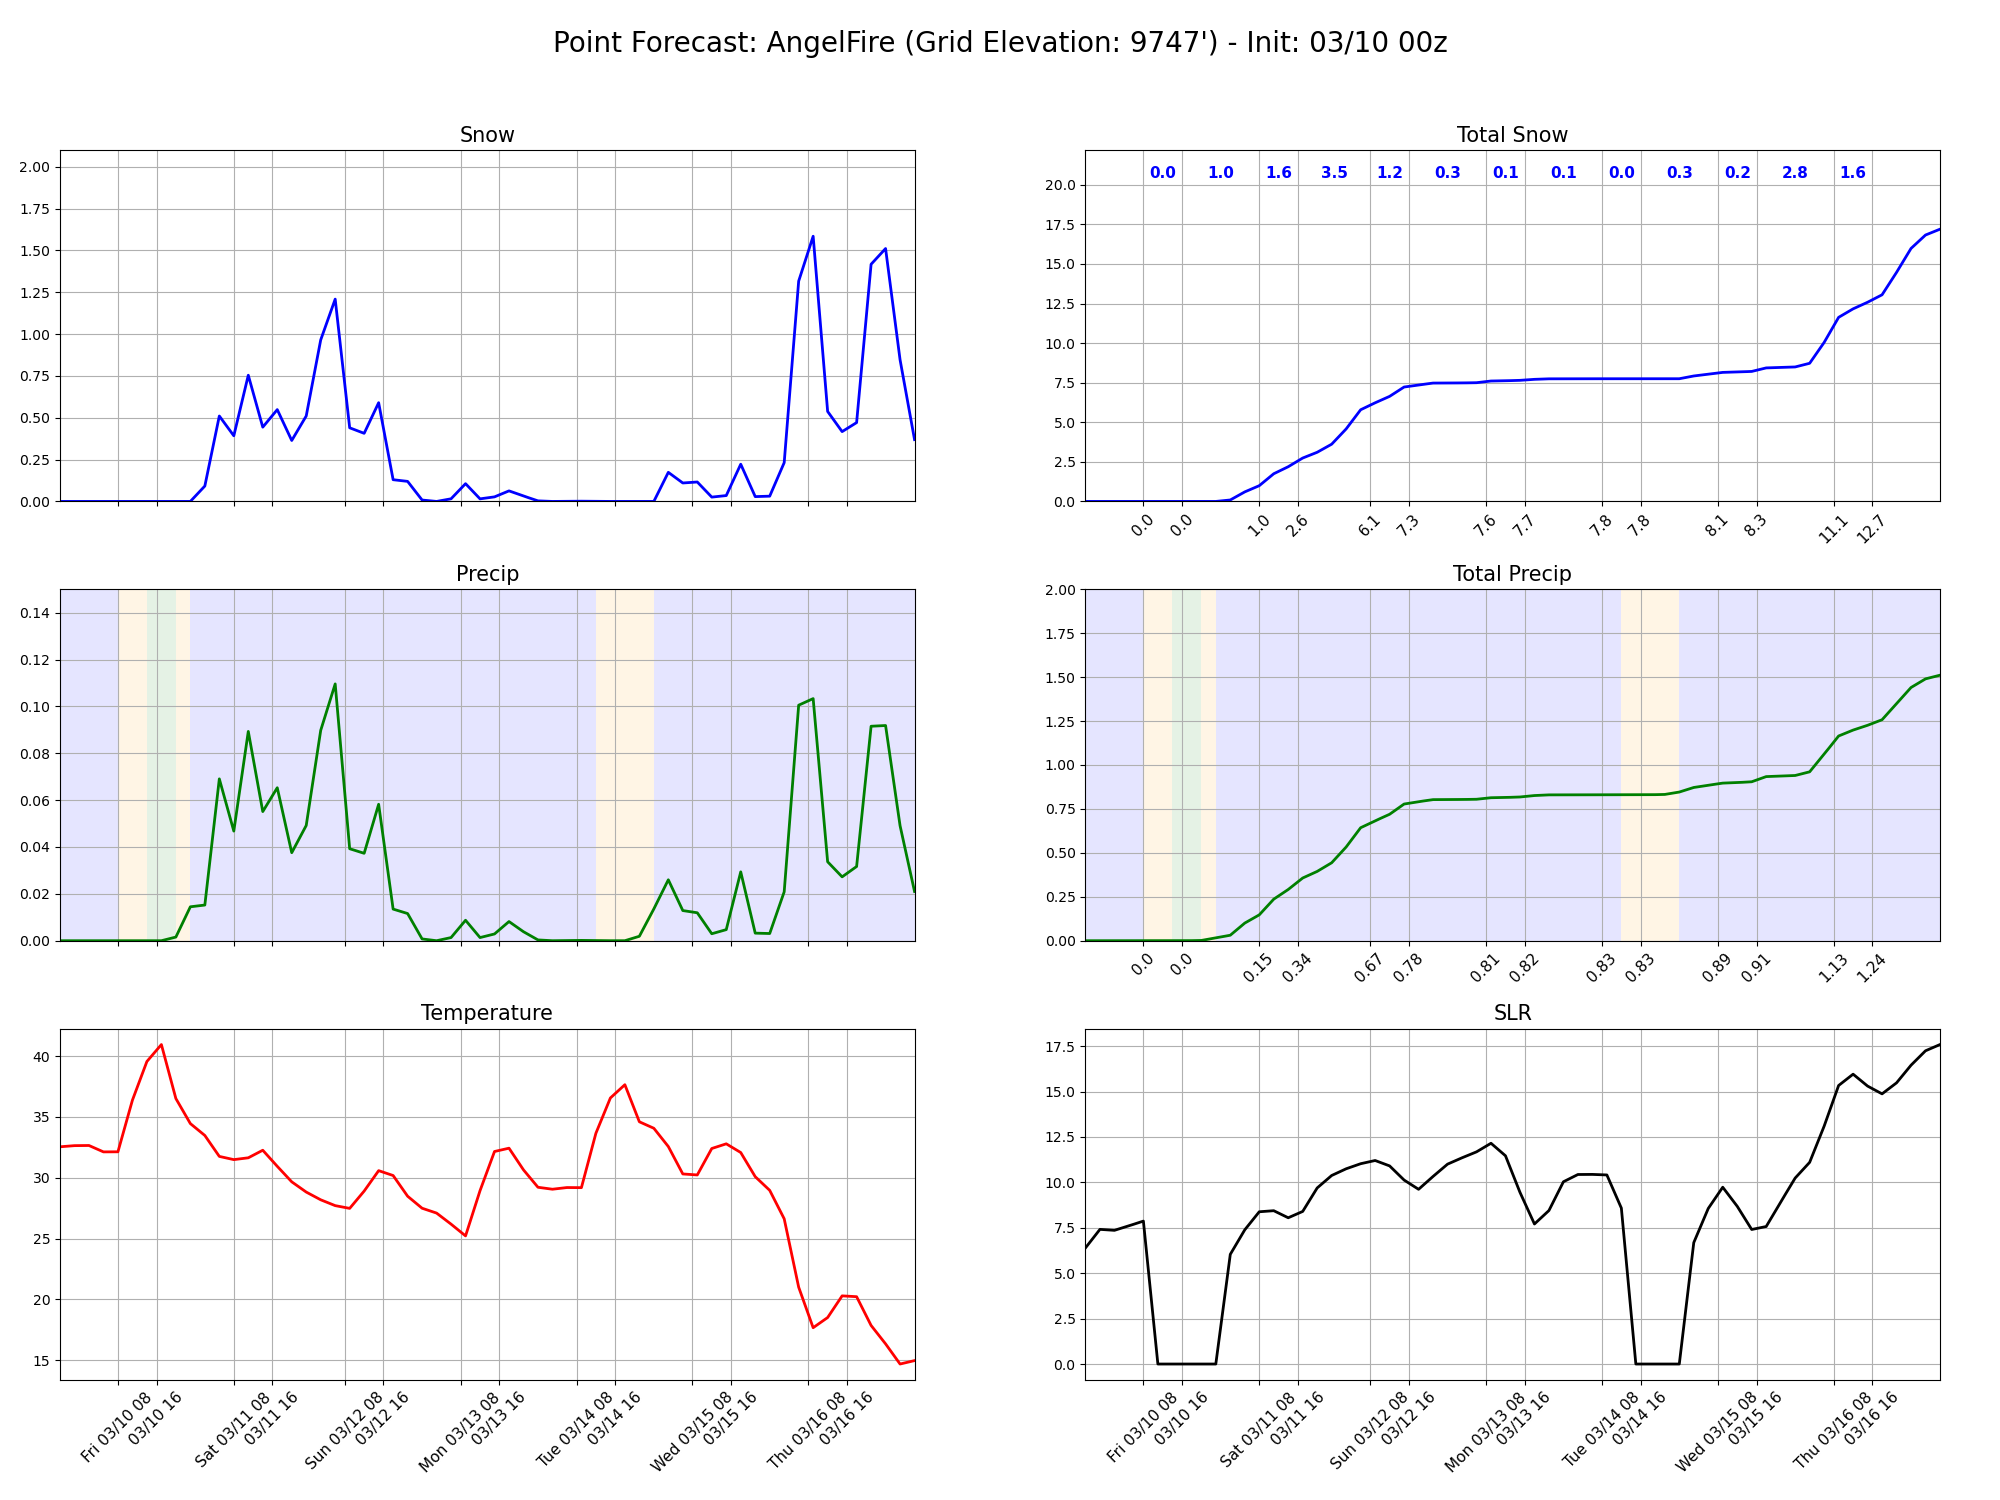 Point Forecast: AngelFire (Grid Elevation: 9747') - Init: 03/10 00z
Snow
2.00
1.75
1.50
1.25
1.00
0.75
0.50
0.25
0.00
Total Snow
0.0 1.0 1.6 3.5 1.2 0.3 0.1 0.1 0.0 0.3 0.2 2.8 1.6
20.0
17.5
15.0
12.5
10.0
7.5
5.0
2.5
0.0
0.0 0.0 1.0 2.6 6.1 7.3 7.6 7.7 7.8 7.8 8.1 8.3 11.1 12.7
Precip
0.14
0.12
0.10
0.08
0.06
0.04
0.02
0.00
Total Precip
2.00
1.75
1.50
1.25
1.00
0.75
0.50
0.25
0.00
0.0 0.0 0.15 0.34 0.67 0.78 0.81 0.82 0.83 0.83 0.89 0.91 1.13 1.24
Temperature
40
35
30
25
20
15
Fri 03/10 08
03/10 16
Sat 03/11 08
03/11 16
Sun 03/12 08
03/12 16
Mon 03/13 08
03/13 16
Tue 03/14 08
03/14 16
Wed 03/15 08
03/15 16
Thu 03/16 08
03/16 16
SLR
17.5
15.0
12.5
10.0
7.5
5.0
2.5
0.0
Fri 03/10 08
03/10 16
Sat 03/11 08
03/11 16
Sun 03/12 08
03/12 16
Mon 03/13 08
03/13 16
Tue 03/14 08
03/14 16
Wed 03/15 08
03/15 16
Thu 03/16 08
03/16 16